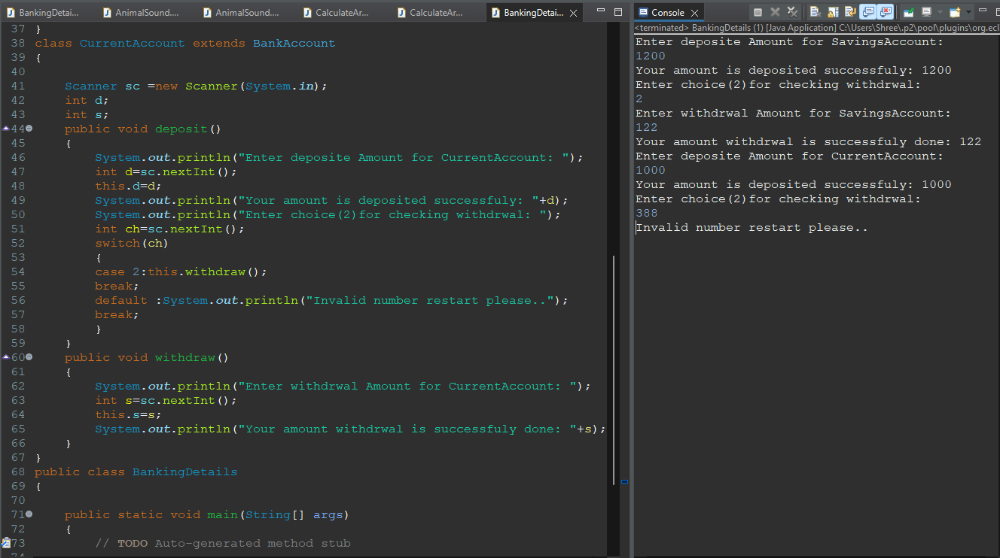 BankingDetai...
AnimalSound....
AnimalSound....
CalculateAr...
CalculateAr...
BankingDetai...
37 }
38 class CurrentAccount extends BankAccount
39 {
40
41 Scanner sc =new Scanner(System.in);
42 int d;
43 int s;
44 public void deposit()
45 {
46 System.out.println("Enter deposite Amount for CurrentAccount: ");
47 int d=sc.nextInt();
48 this.d=d;
49 System.out.println("Your amount is deposited successfuly: "+d);
50 System.out.println("Enter choice(2)for checking withdrwal: ");
51 int ch=sc.nextInt();
52 switch(ch)
53 {
54 case 2:this.withdraw();
55 break;
56 default :System.out.println("Invalid number restart please..");
57 break;
58 }
59 }
60 public void withdraw()
61 {
62 System.out.println("Enter withdrwal Amount for CurrentAccount: ");
63 int s=sc.nextInt();
64 this.s=s;
65 System.out.println("Your amount withdrwal is successfuly done: "+s);
66 }
67 }
68 public class BankingDetails
69 {
70
71 public static void main(String[] args)
72 {
73 // TODO Auto-generated method stub
Console
<terminated> BankingDetails (1) [Java Application] C:\Users\Shree\.p2\pool\plugins\org.ecl
Enter deposite Amount for SavingsAccount:
1200
Your amount is deposited successfuly: 1200
Enter choice(2)for checking withdrwal:
2
Enter withdrwal Amount for SavingsAccount:
122
Your amount withdrwal is successfuly done: 122
Enter deposite Amount for CurrentAccount:
1000
Your amount is deposited successfuly: 1000
Enter choice(2)for checking withdrwal:
388
Invalid number restart please..